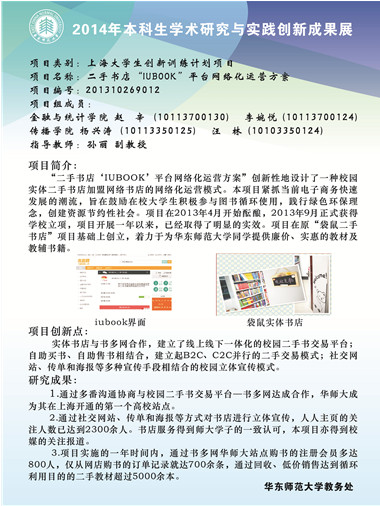 2014年本科生学术研究与实践创新成果展
项目类别：上海大学生创新训练计划项目
项目名称：二手书店“IUBOOK”平台网络化运营方案
项目编号：201310269012
项目组成员：
金融与统计学院 赵 辛 (10113700130) 李婉悦 (10113700124)
传播学院 杨兴涛 (10113350125) 汪 林 (10103350124)
指导教师：孙丽 副教授
项目简介：
“二手书店‘IUBOOK’平台网络化运营方案”创新性地设计了一种校园
实体二手书店加盟网络书店的网络化运营模式。本项目紧抓当前电子商务快速
发展的潮流，旨在鼓励在校大学生积极参与图书循环使用，践行绿色环保理
念，创建资源节约性社会。项目在2013年4月开始酝酿，2013年9月正式获得
学校立项，项目开展一年以来，已经取得了明显的实效。项目在原“袋鼠二手
书店”项目基础上创立，着力于为华东师范大学同学提供廉价、实惠的教材及
教辅书籍。
iubook界面 袋鼠实体书店
项目创新点：
实体书店与书多网合作，建立了线上线下一体化的校园二手书交易平台；
自助买书、自助售书相结合，建立起B2C、C2C并行的二手交易模式；社交网
站、传单和海报等多种宣传手段相结合的校园立体宣传模式。
研究成果：
1.通过多番沟通协商与校园二手书交易平台—书多网达成合作，华师大成
为其在上海开通的第一个高校站点。
2.通过社交网站、传单和海报等方式对书店进行立体宣传，人人主页的关
注人数已达到2300余人。书店服务得到师大学子的一致认可，本项目亦得到校
媒的关注报道。
3.项目实施的一年时间内，通过书多网华师大站点购书的注册会员多达
800人，仅从网店购书的订单记录就达700余条，通过回收、低价销售达到循环
利用目的的二手教材超过5000余本。
华东师范大学教务处